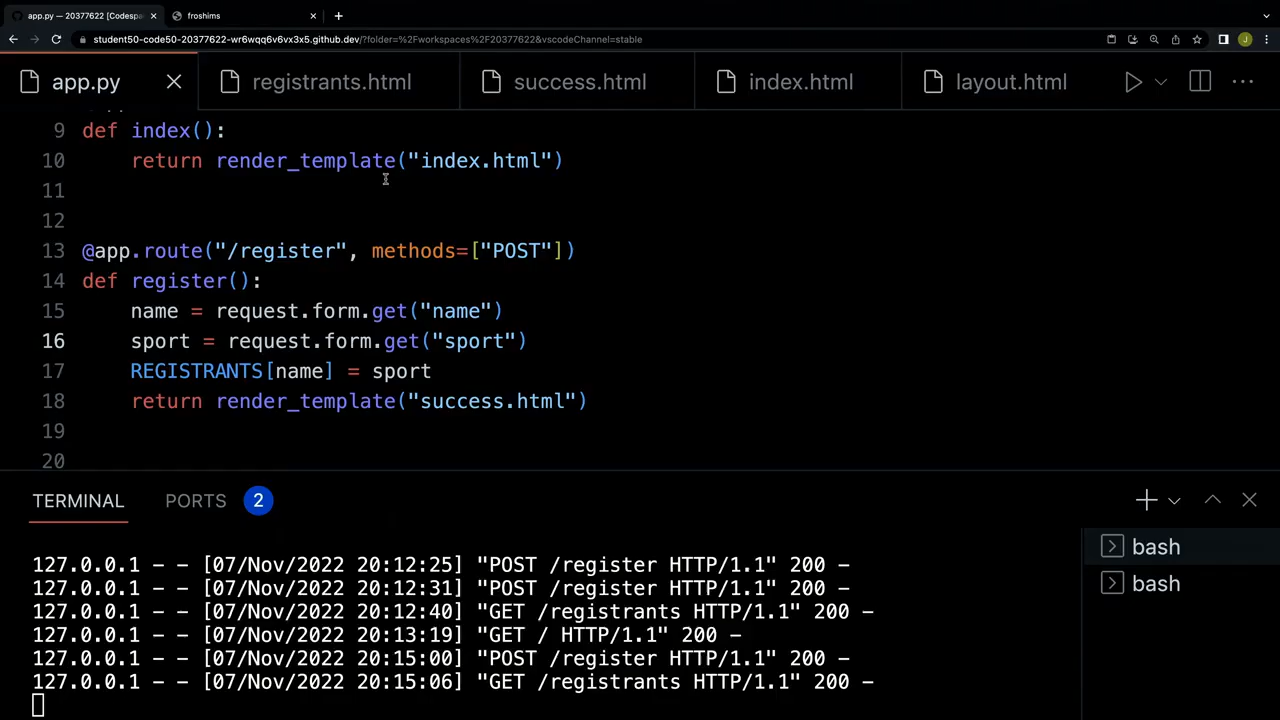 app.py — 20377622 [Codespa
froshims
student50-code50-20377622-wr6wqq6v6vx3x5.github.dev/?folder=%2Fworkspaces%2F20377622&vscodeChannel=stable
J
app.py
registrants.html
success.html
index.html
layout.html
9 def index():
10 return render_template("index.html")
11
12
13 @app.route("/register", methods=["POST"])
14 def register():
15 name = request.form.get("name")
16 sport = request.form.get("sport")
17 REGISTRANTS[name] = sport
18 return render_template("success.html")
19
20
TERMINAL PORTS 2
127.0.0.1 - - [07/Nov/2022 20:12:25] "POST /register HTTP/1.1" 200 -
127.0.0.1 - - [07/Nov/2022 20:12:31] "POST /register HTTP/1.1" 200 -
127.0.0.1 - - [07/Nov/2022 20:12:40] "GET /registrants HTTP/1.1" 200 -
127.0.0.1 - - [07/Nov/2022 20:13:19] "GET / HTTP/1.1" 200 -
127.0.0.1 - - [07/Nov/2022 20:15:00] "POST /register HTTP/1.1" 200 -
127.0.0.1 - - [07/Nov/2022 20:15:06] "GET /registrants HTTP/1.1" 200 -
bash
bash